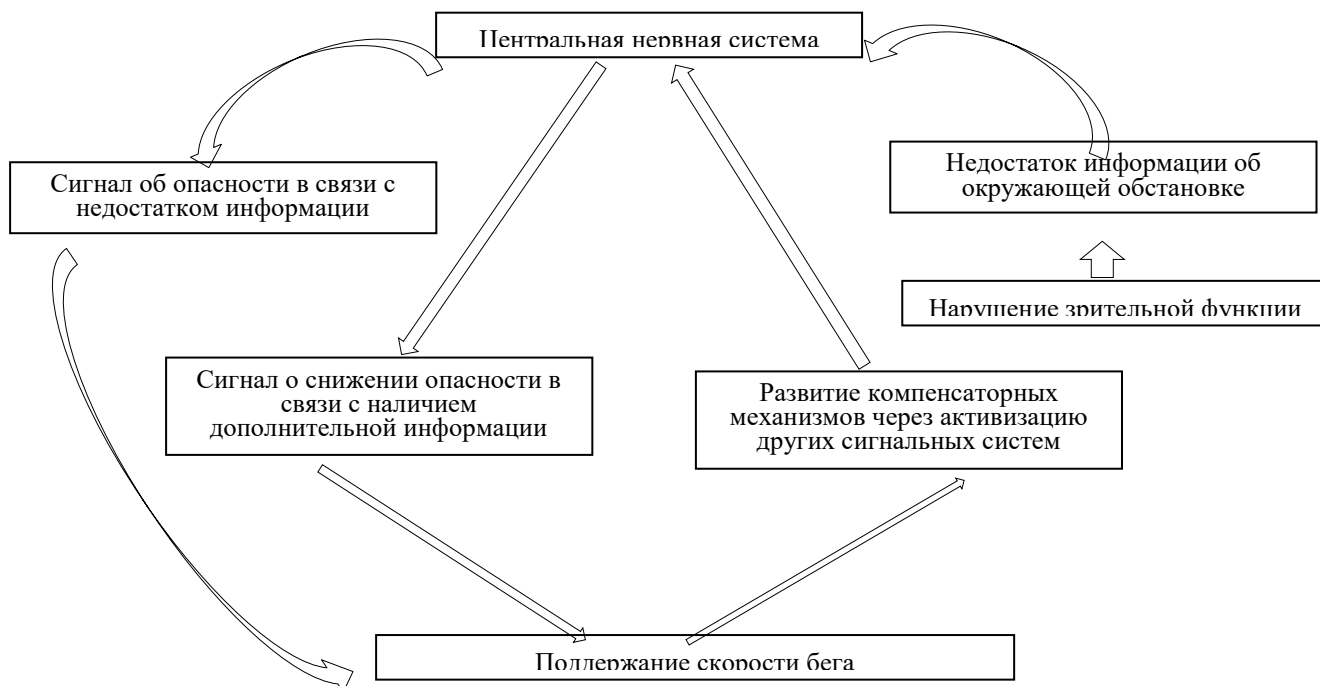 Центральная нервная система
Сигнал об опасности в связи с
недостатком информации
Недостаток информации об
окружающей обстановке
Нарушение зрительной функции
Сигнал о снижении опасности в
связи с наличием
дополнительной информации
Развитие компенсаторных
механизмов через активизацию
других сигнальных систем
Поддержание скорости бега